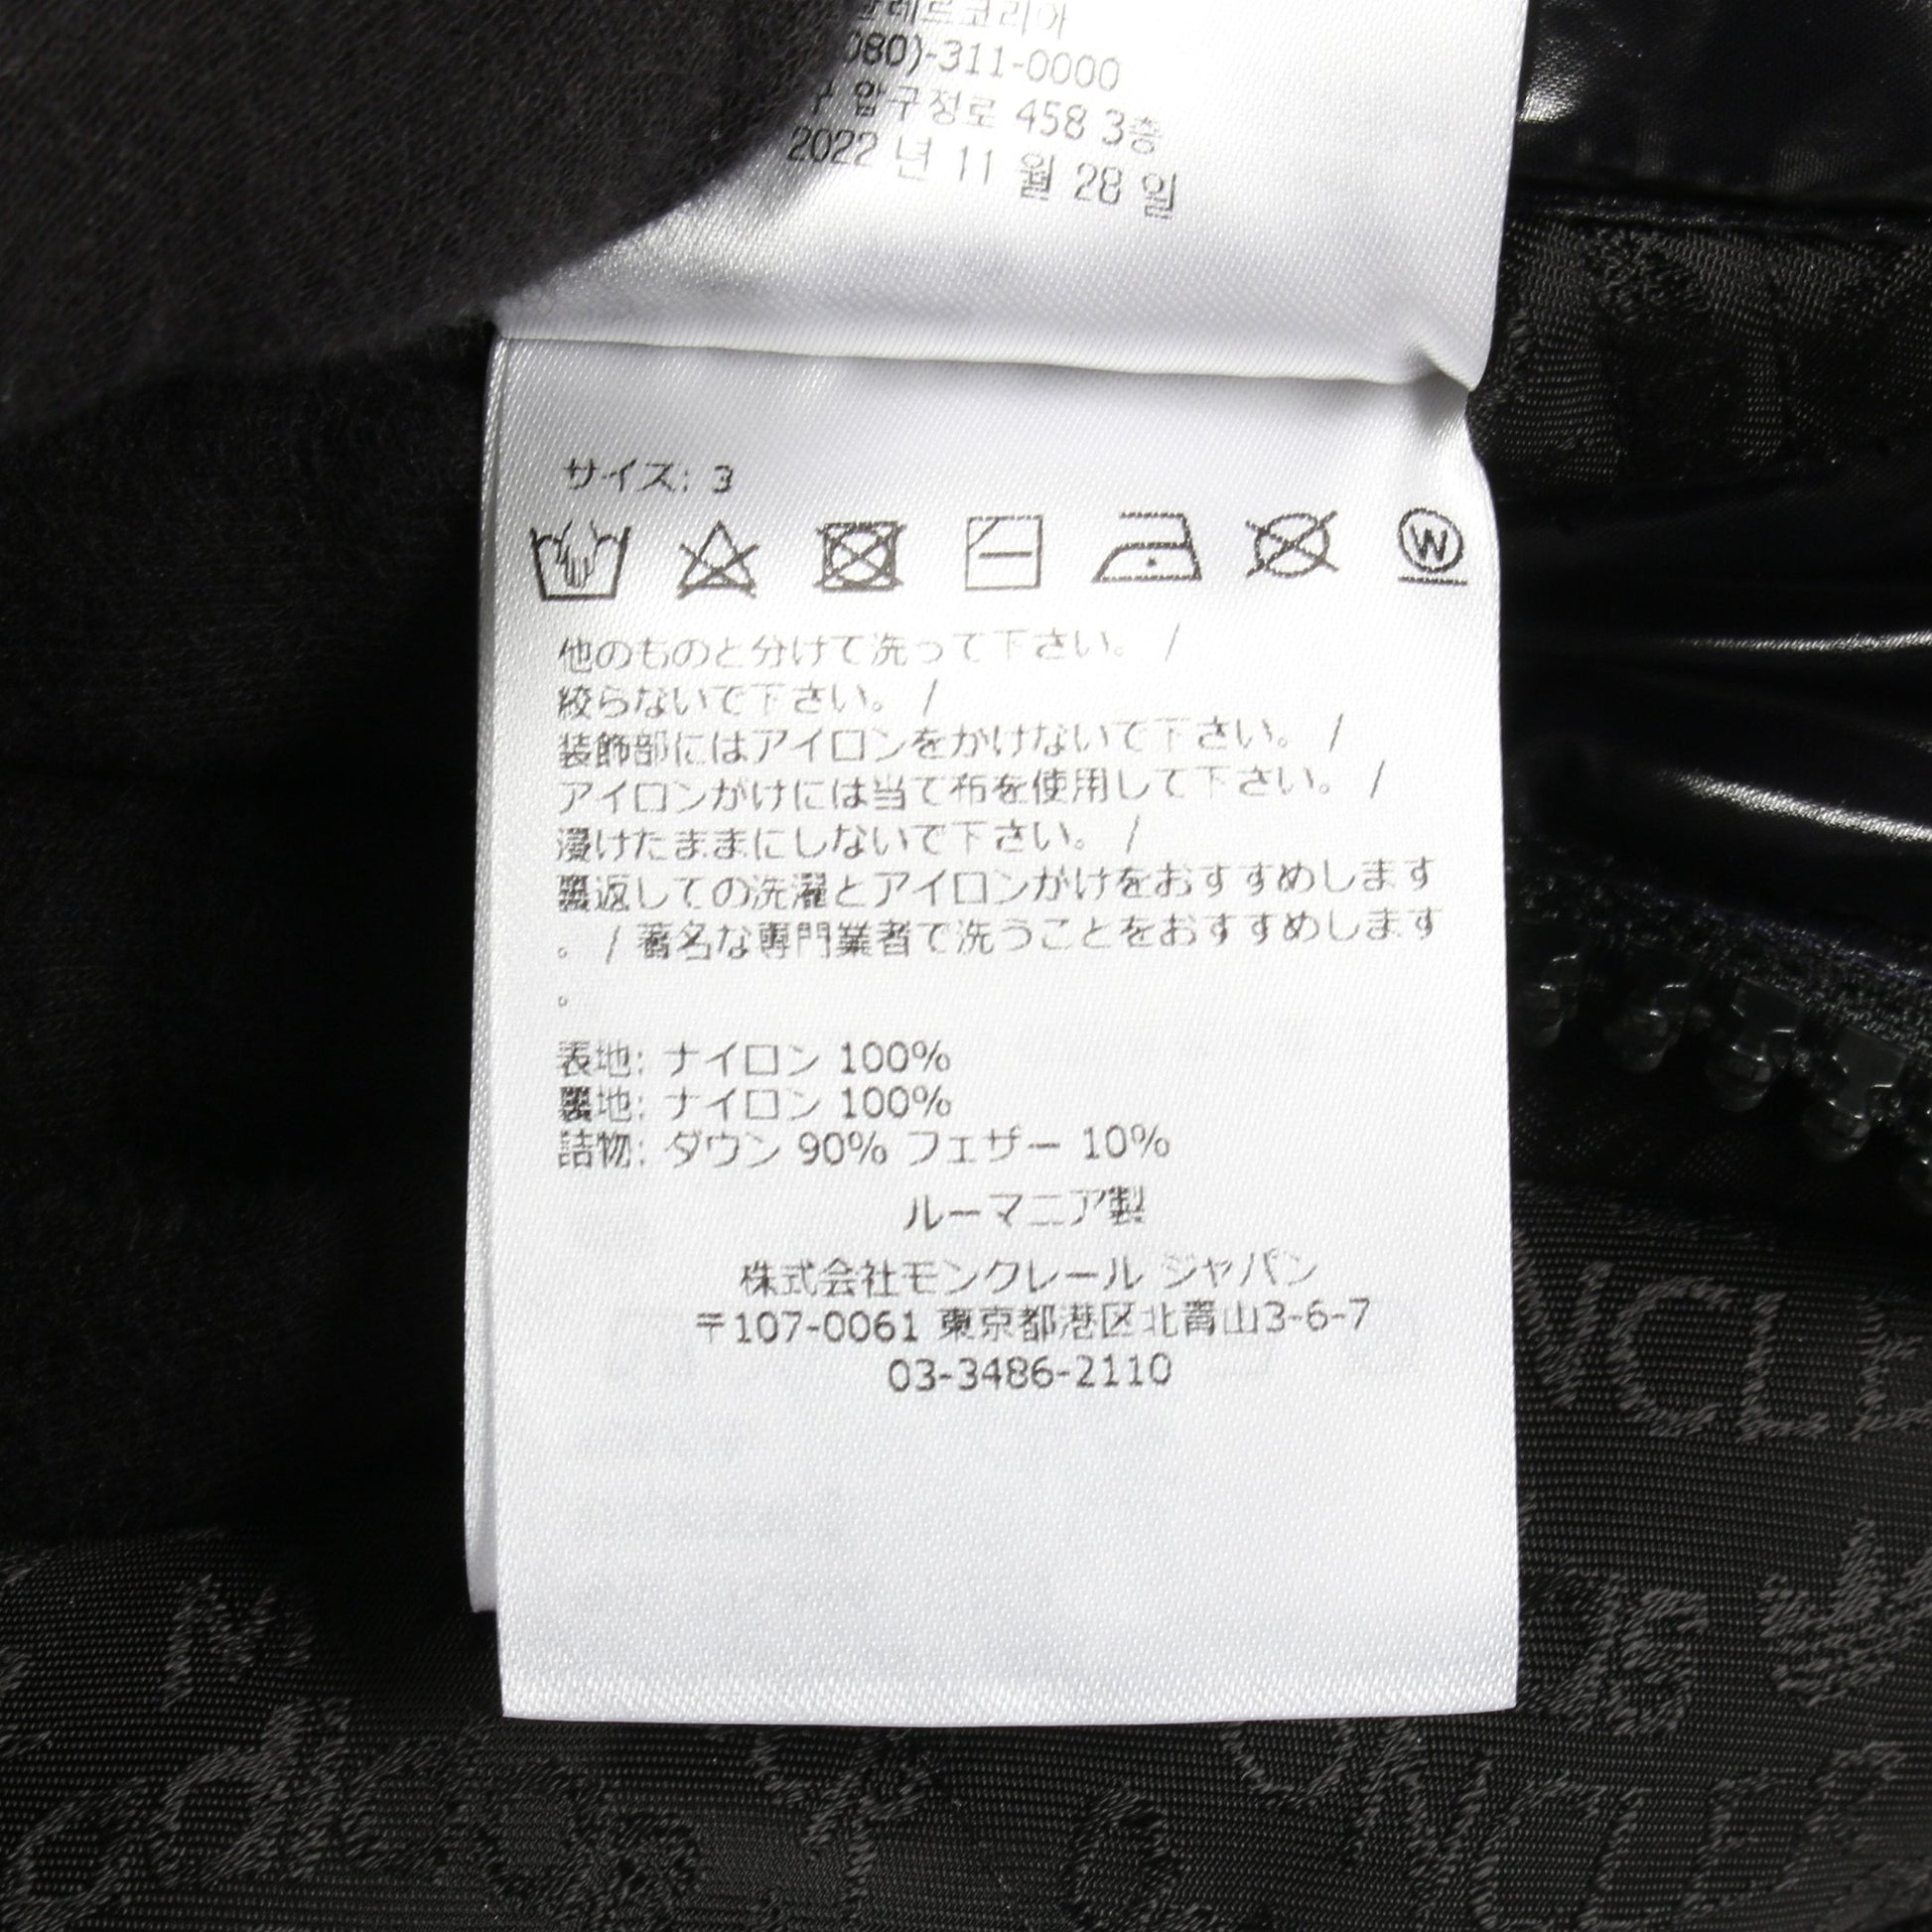 코리아
080)-311-0000
구 압구정로 458 3층
2022 년 11 월 28 일
サイズ: 3
W
他のものと分けて洗って下さい。 /
絞らないで下さい。 /
装飾部にはアイロンをかけないで下さい。 /
アイロンがけには当て布を使用して下さい。 /
浸けたままにしないで下さい。 /
裏返しての洗濯とアイロンがけをおすすめします
。 / 著名な専門業者で洗うことをおすすめします
。
表地: ナイロン 100%
裏地: ナイロン 100%
詰物: ダウン 90% フェザー 10%
ルーマニア製
株式会社モンクレール ジャパン
〒107-0061 東京都港区北青山3-6-7
03-3486-2110
NCLE
M
ONCLER